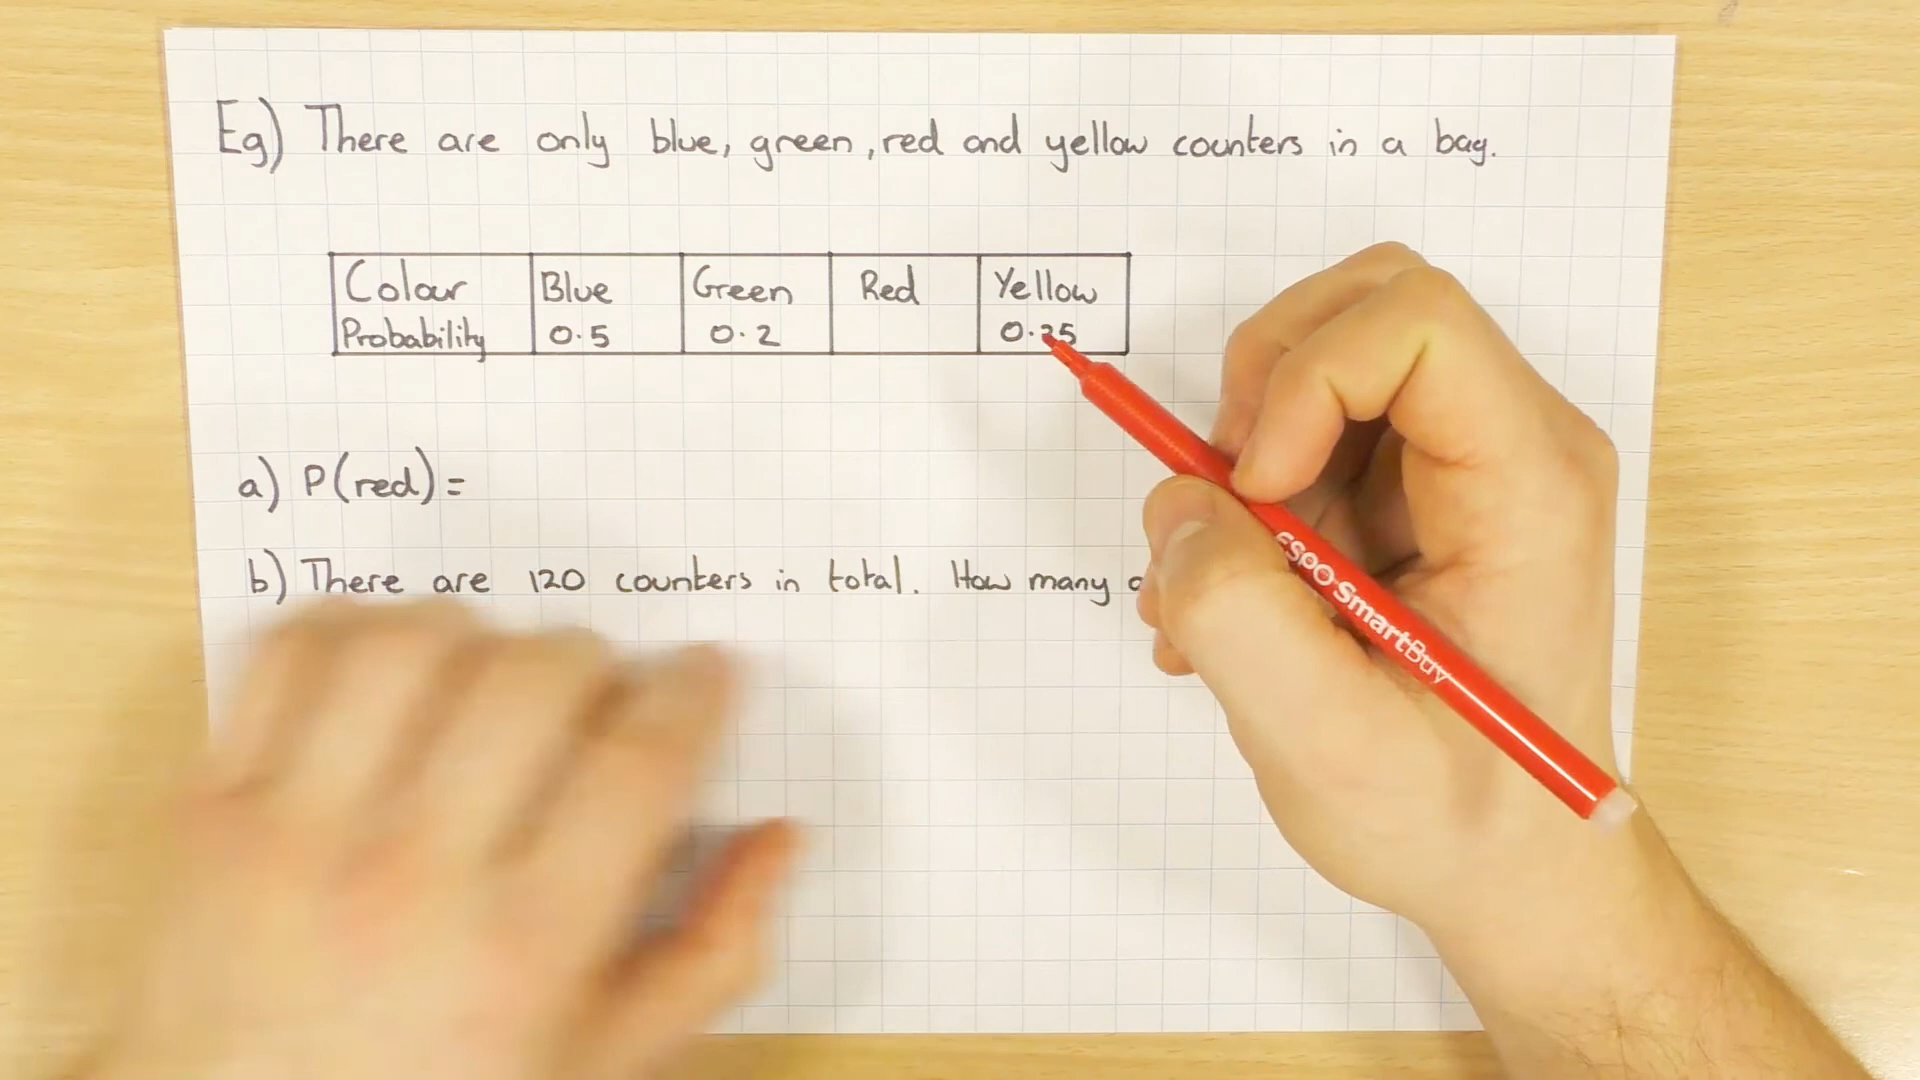 Eg) There are only blue, green, red and yellow counters in a bag.
Colour Blue Green Red Yellow
Probability 0.5 0.2 0.25
a) P(red)=
b) There are 120 counters in total. How many
ESPO SmartBuy